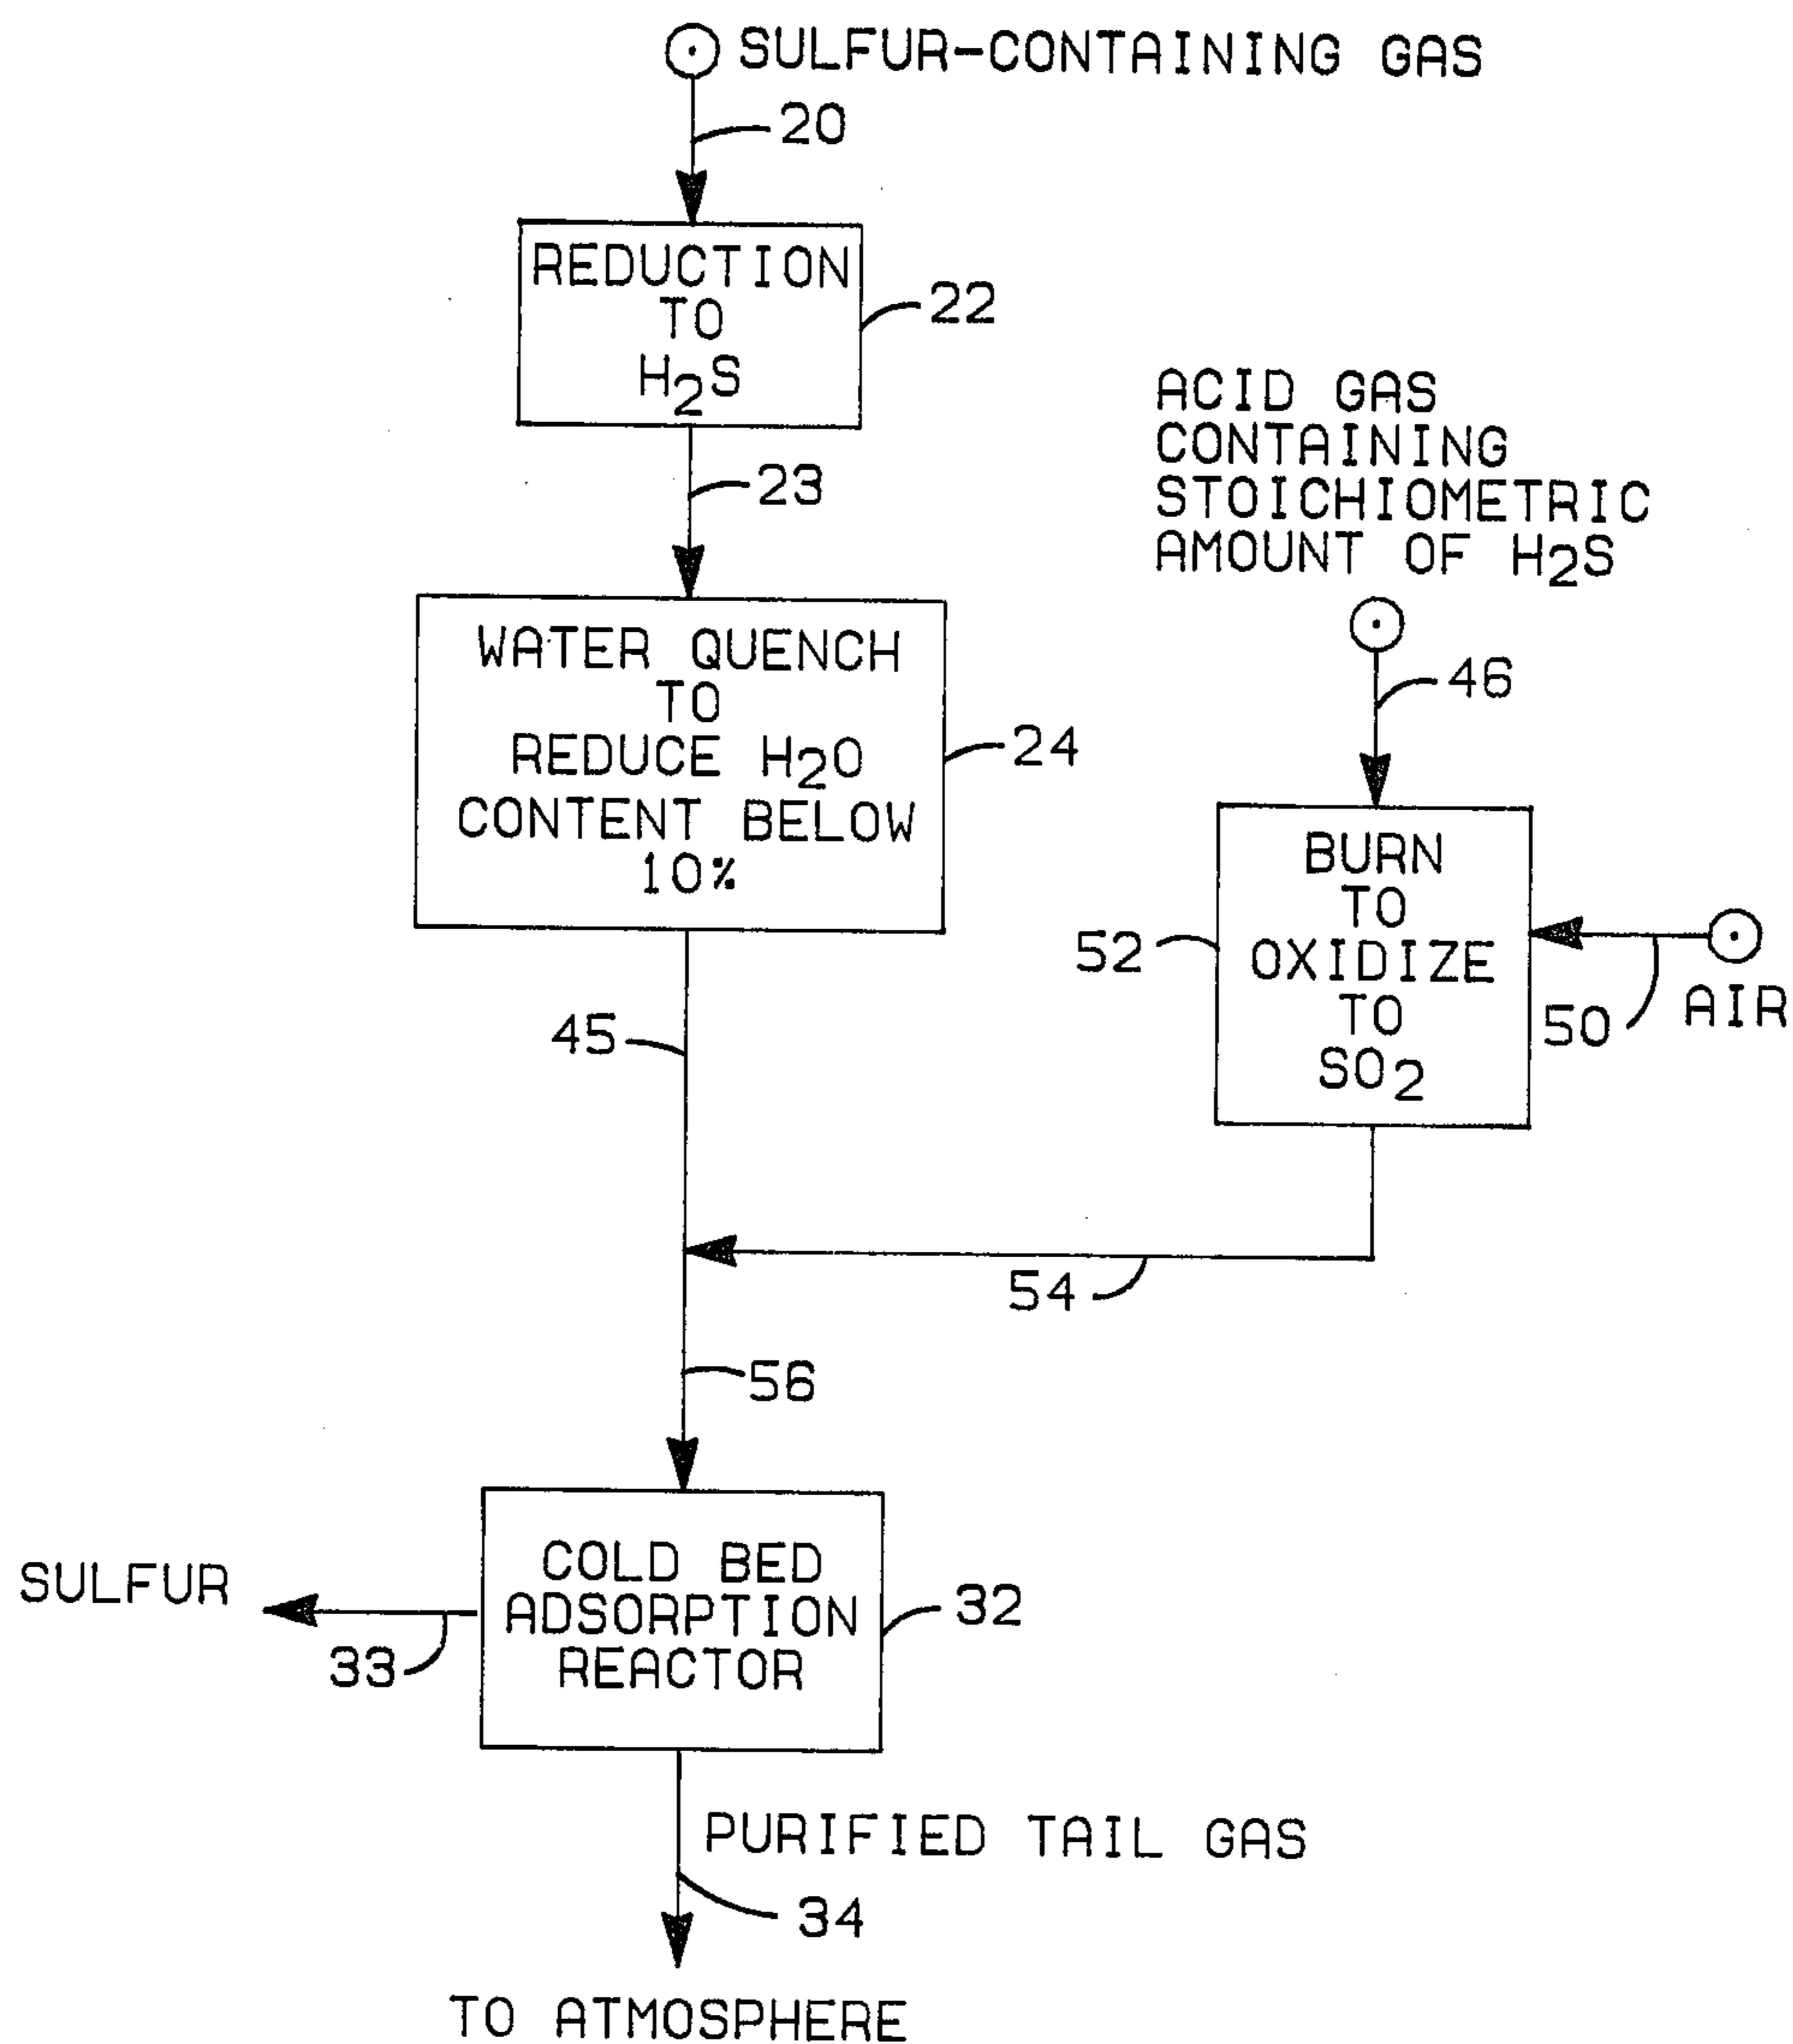 SULFUR-CONTAINING GAS
20
REDUCTION
TO
H2S
22
23
ACID GAS
CONTAINING
STOICHIOMETRIC
AMOUNT OF H2S
46
WATER QUENCH
TO
REDUCE H2O
CONTENT BELOW
10%
24
BURN
TO
OXIDIZE
TO
SO2
52
50
AIR
45
54
56
COLD BED
ADSORPTION
REACTOR
32
SULFUR
33
PURIFIED TAIL GAS
34
TO ATMOSPHERE